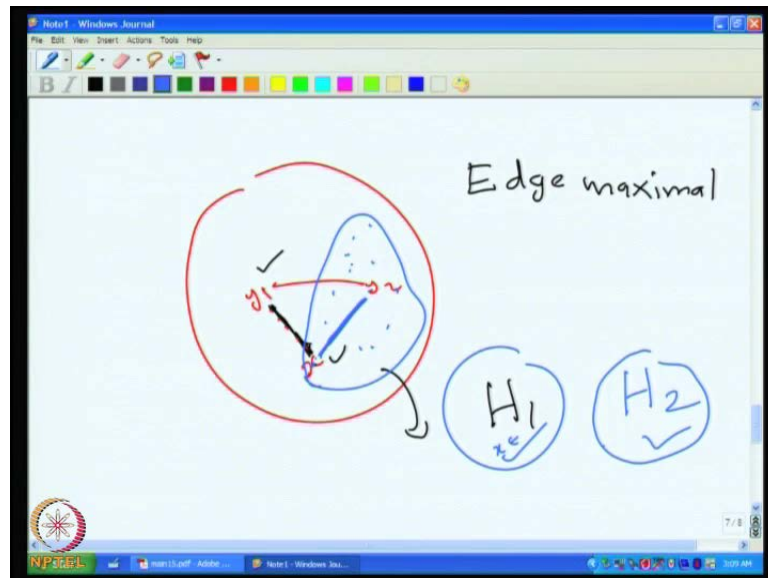 Note1 - Windows Journal
File Edit View Insert Actions Tools Help
B I
Edge maximal
y1
y2
x
H1
x
H2
7/8
NPTEL
main15.pdf - Adobe ...
Note1 - Windows Jou...
3:09 AM